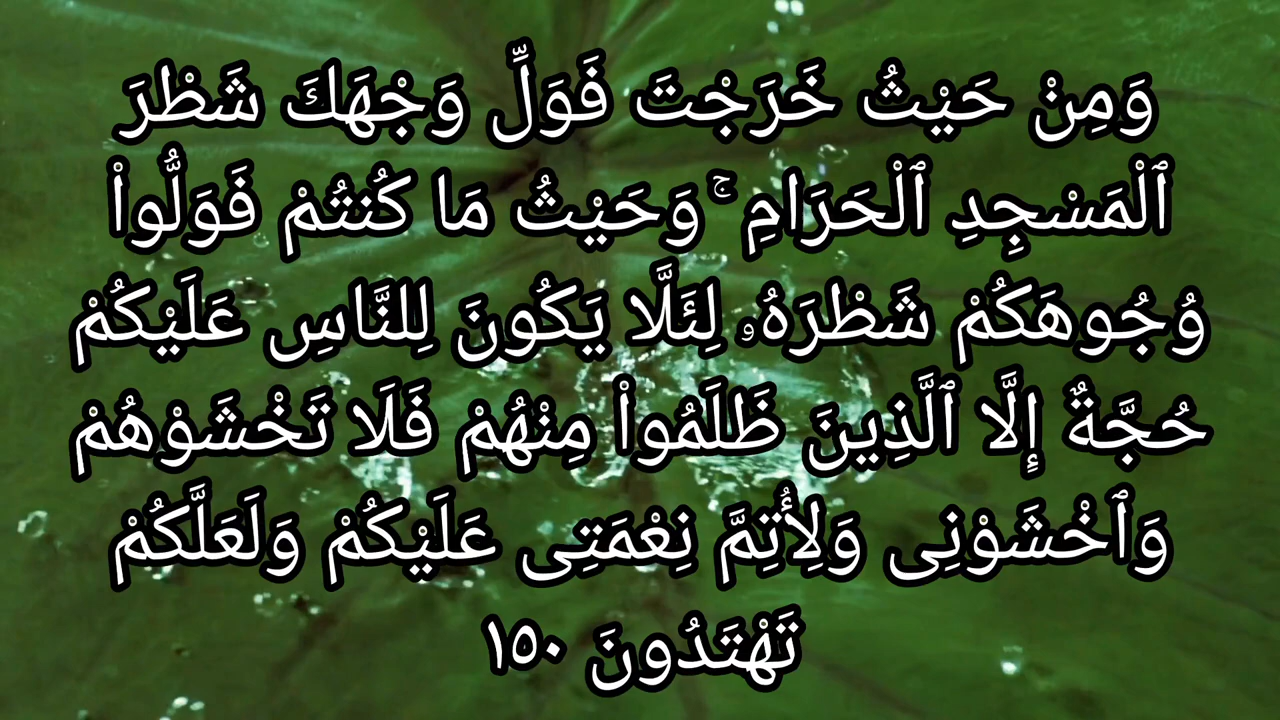 وَمِنْ حَيْثُ خَرَجْتَ فَوَلِّ وَجْهَكَ شَطْرَ
ٱلْمَسْجِدِ ٱلْحَرَامِ ۚ وَحَيْثُ مَا كُنتُمْ فَوَلُّوا۟
وُجُوهَكُمْ شَطْرَهُۥ لِئَلَّا يَكُونَ لِلنَّاسِ عَلَيْكُمْ
حُجَّةٌ إِلَّا ٱلَّذِينَ ظَلَمُوا۟ مِنْهُمْ فَلَا تَخْشَوْهُمْ
وَٱخْشَوْنِى وَلِأُتِمَّ نِعْمَتِى عَلَيْكُمْ وَلَعَلَّكُمْ
تَهْتَدُونَ ١٥٠